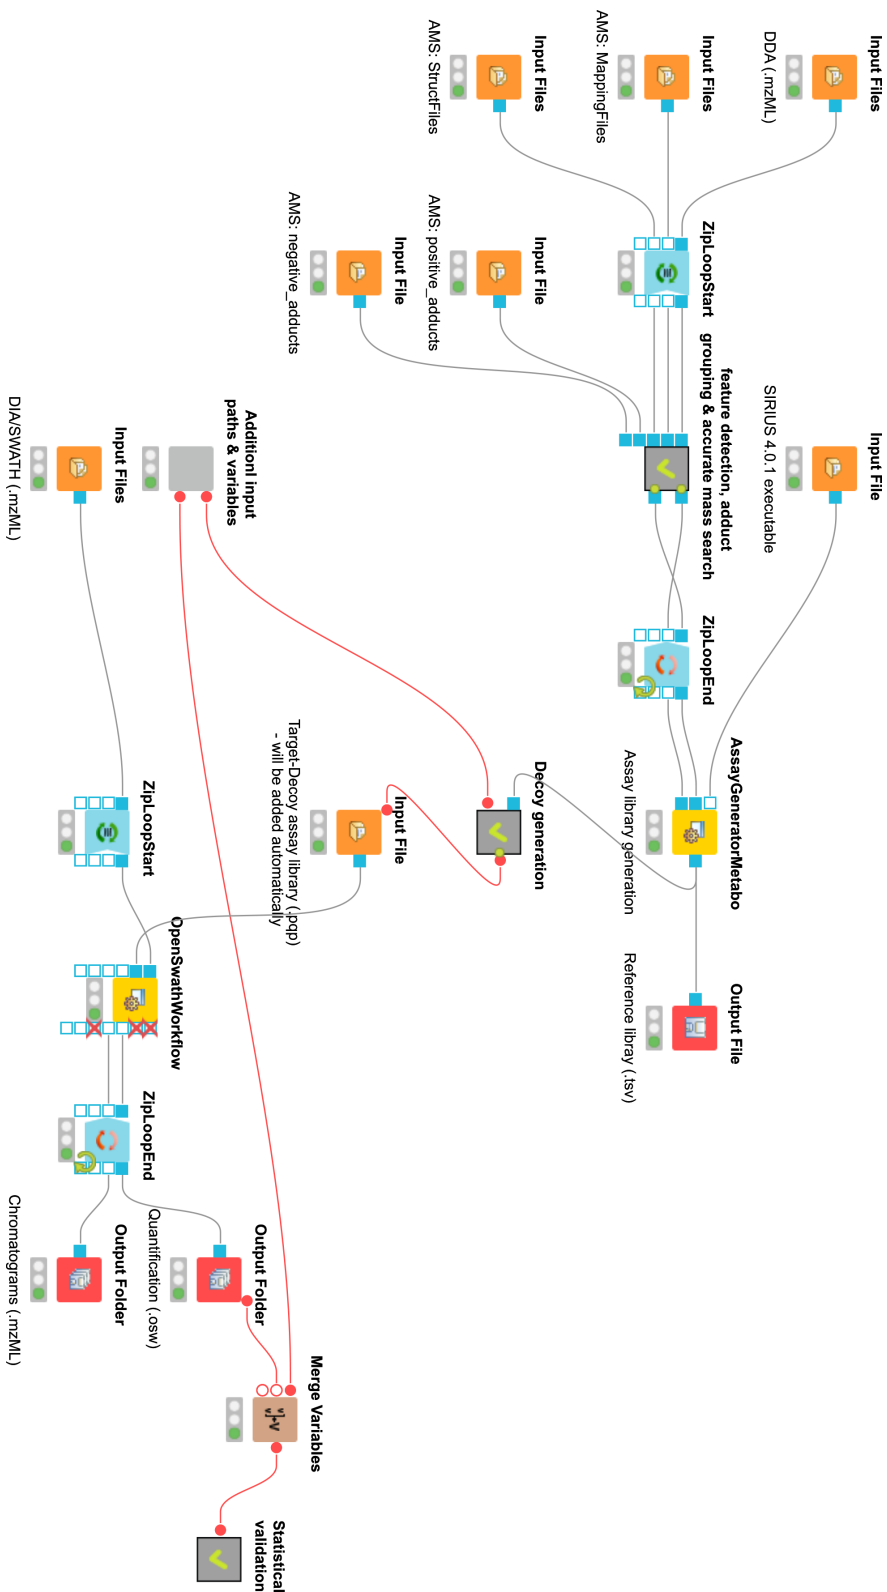 Input Files
DDA (.mzML)
Input Files
AMS: MappingFiles
Input Files
AMS: StructFiles
ZipLoopStart
Input File
AMS: positive_adducts
Input File
AMS: negative_adducts
Input File
SIRIUS 4.0.1 executable
feature detection, adduct
grouping & accurate mass search
AdditionI input
paths & variables
Input Files
DIA/SWATH (.mzML)
ZipLoopEnd
AssayGeneratorMetabo
Assay library generation
Decoy generation
Input File
Target-Decoy assay library (.pqp)
- will be added automatically
ZipLoopStart
Output File
Reference libray (.tsv)
OpenSwathWorkflow
ZipLoopEnd
Output Folder
Quantification (.osw)
Output Folder
Chromatograms (.mzML)
Merge Variables
Statistical
validation